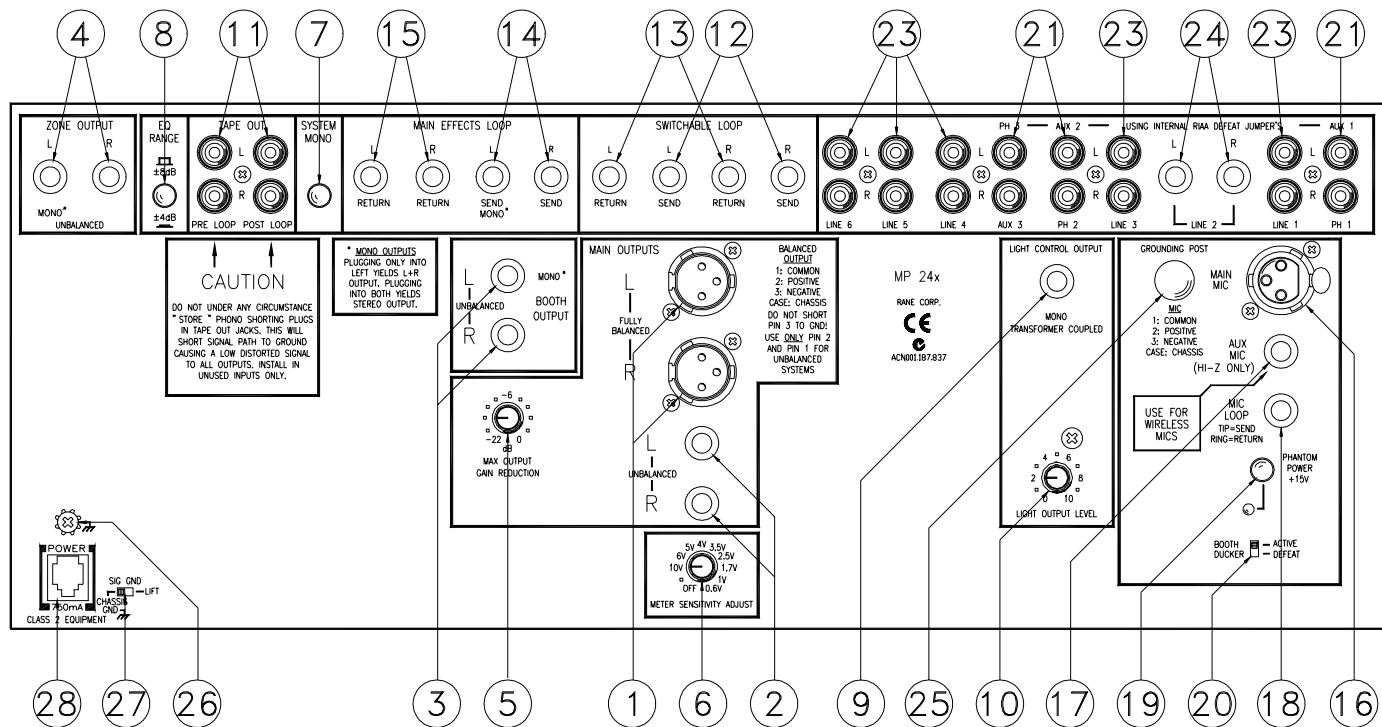 4 8 11 7 15 14 13 12 23 21 23 24 23 21
ZONE OUTPUT
L R
MONO*
UNBALANCED
EQ
RANGE
±8dB
±4dB
TAPE OUT
L
R
PRE LOOP POST LOOP
SYSTEM
MONO
MAIN EFFECTS LOOP
L R L R
RETURN RETURN SEND SEND
MONO*
SWITCHABLE LOOP
L L R R
RETURN SEND RETURN SEND
PH 3 AUX 2 USING INTERNAL RIAA DEFEAT JUMPER'S AUX 1
L L L L R L
R R R R
LINE 6 LINE 5 LINE 4 AUX 3 PH 2 LINE 3 LINE 2 LINE 1 PH 1
CAUTION
DO NOT UNDER ANY CIRCUMSTANCE
"STORE" PHONO SHORTING PLUGS
IN TAPE OUT JACKS. THIS WILL
SHORT SIGNAL PATH TO GROUND
CAUSING A LOW DISTORTED SIGNAL
TO ALL OUTPUTS. INSTALL IN
UNUSED INPUTS ONLY.
* MONO OUTPUTS
PLUGGING ONLY INTO
LEFT YIELDS L+R
OUTPUT, PLUGGING
INTO BOTH YIELDS
STEREO OUTPUT.
L
UNBALANCED
R
MONO*
BOOTH
OUTPUT
MAIN OUTPUTS
L
FULLY
BALANCED
R
BALANCED
OUTPUT
1: COMMON
2: POSITIVE
3: NEGATIVE
CASE: CHASSIS
DO NOT SHORT
PIN 3 TO GND!
USE ONLY PIN 2
AND PIN 1 FOR
UNBALANCED
SYSTEMS
-6
-22 0
dB
MAX OUTPUT
GAIN REDUCTION
L
UNBALANCED
R
5V 4V 3.5V
6V 2.5V
10V 1.7V
1V
OFF 0.6V
METER SENSITIVITY ADJUST
MP 24x
RANE CORP.
CE
ACN001.187.837
LIGHT CONTROL OUTPUT
MONO
TRANSFORMER COUPLED
4 6
2 8
0 10
LIGHT OUTPUT LEVEL
GROUNDING POST
MAIN
MIC
MIC
1: COMMON
2: POSITIVE
3: NEGATIVE
CASE: CHASSIS
AUX
MIC
(HI-Z ONLY)
USE FOR
WIRELESS
MICS
MIC
LOOP
TIP=SEND
RING=RETURN
PHANTOM
POWER
+15V
BOOTH
DUCKER
ACTIVE
DEFEAT
POWER
750mA
CLASS 2 EQUIPMENT
SIG GND
LIFT
CHASSIS
GND
28 27 26 3 5 1 6 2 9 25 10 17 19 20 18 16